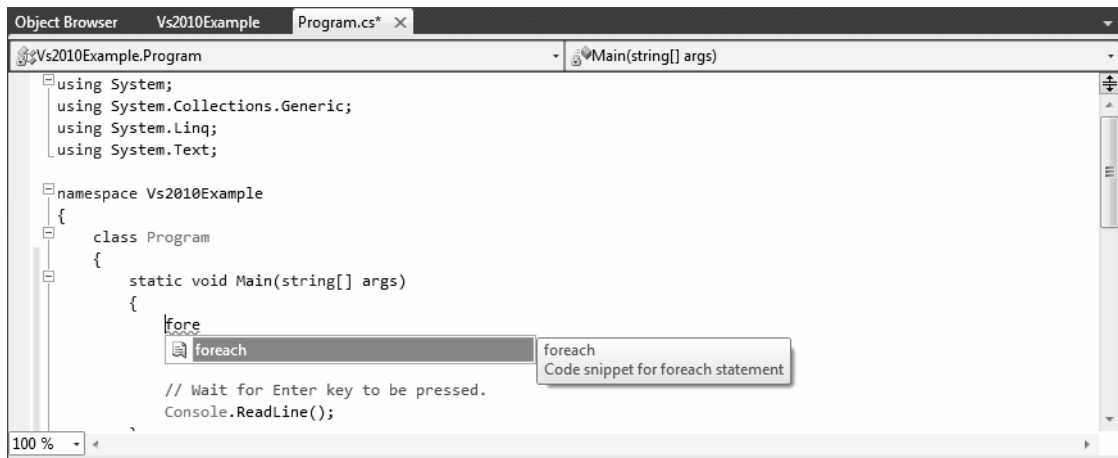 Object Browser Vs2010Example Program.cs* ×
Vs2010Example.Program Main(string[] args)
using System;
using System.Collections.Generic;
using System.Linq;
using System.Text;
namespace Vs2010Example
{
class Program
{
static void Main(string[] args)
{
fore
foreach foreach
Code snippet for foreach statement
// Wait for Enter key to be pressed.
Console.ReadLine();
100 %